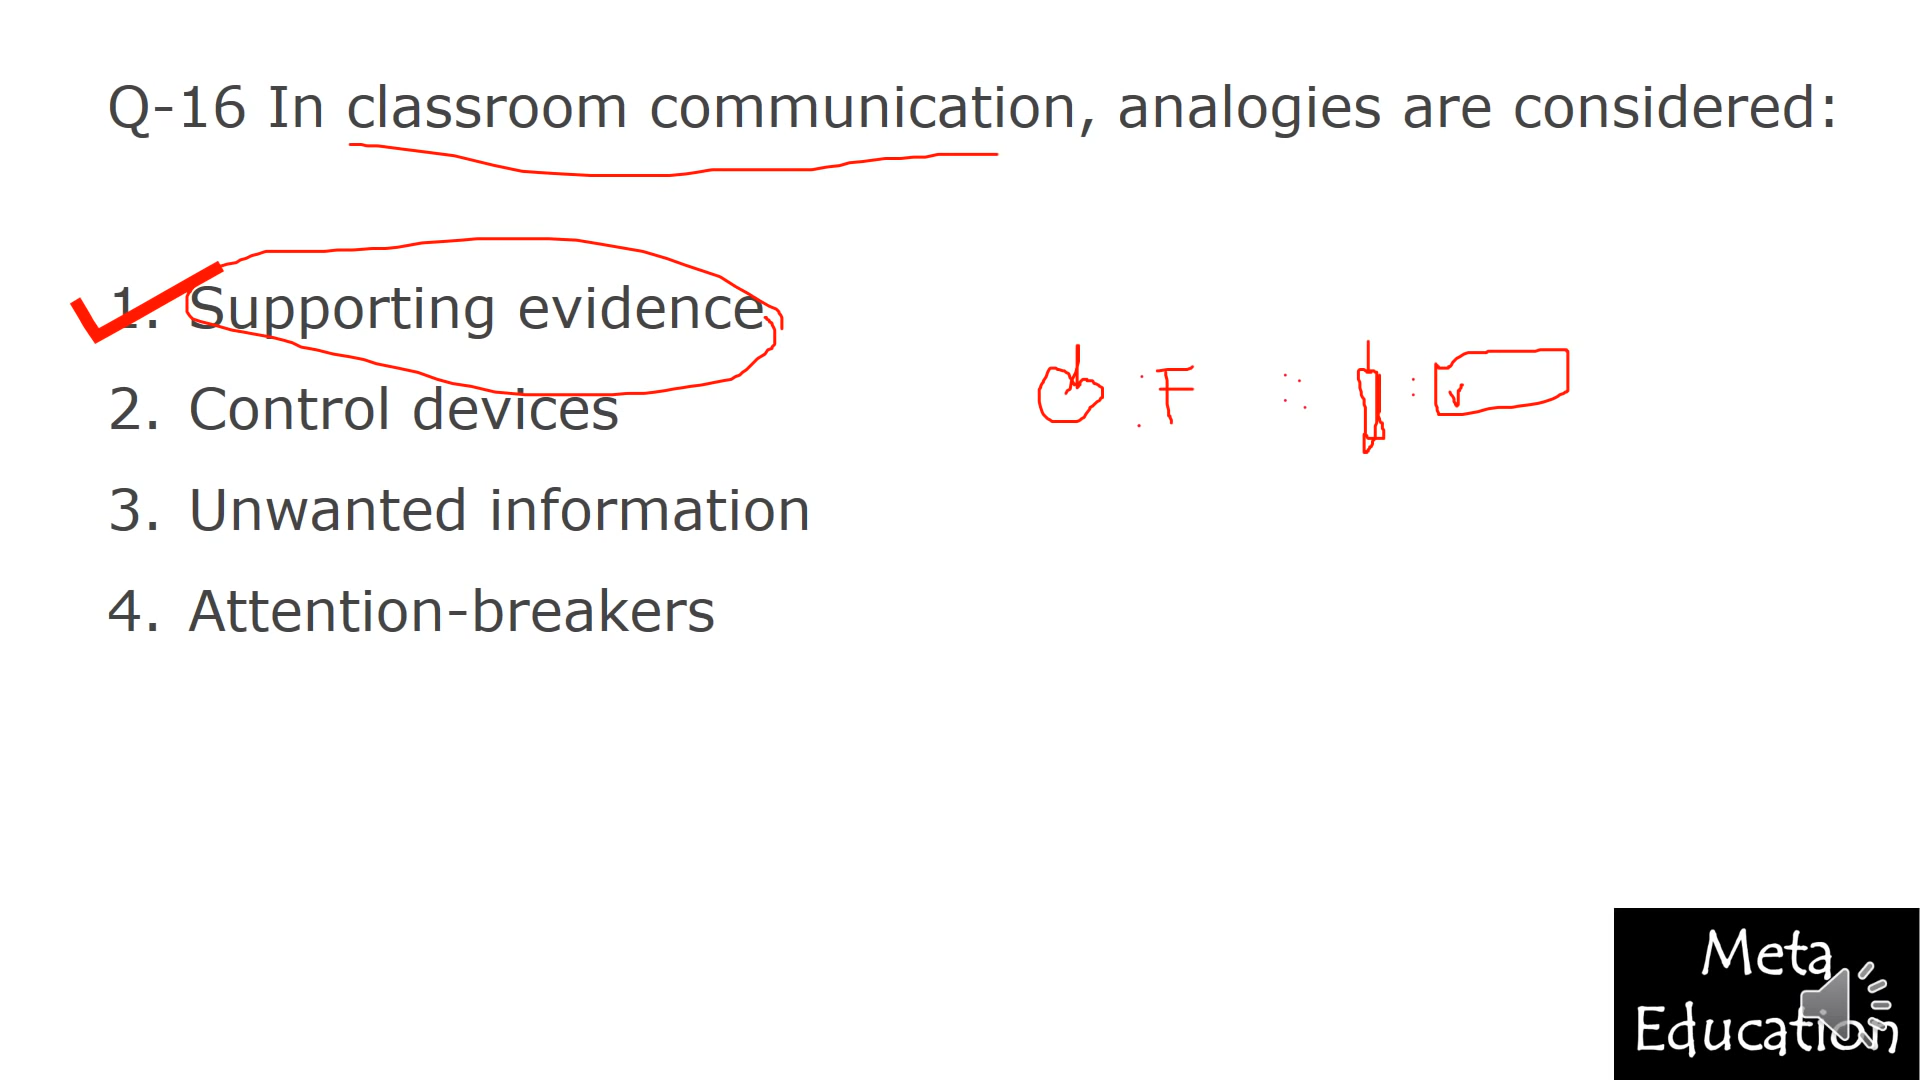 Q-16 In classroom communication, analogies are considered:
1. Supporting evidence
2. Control devices
: F :: : v
3. Unwanted information
4. Attention-breakers
Meta
Education